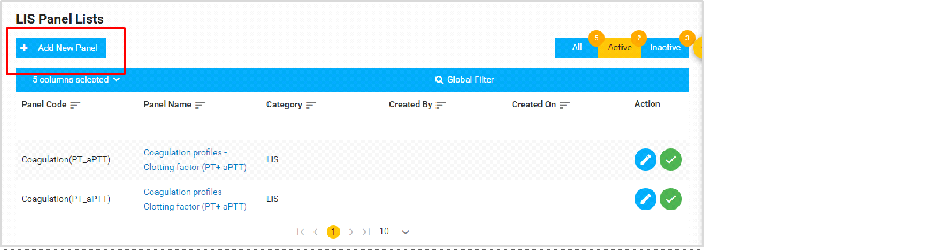 LIS Panel Lists
+ Add New Panel
All 5 Active 2 Inactive 3
5 columns selected
Global Filter
Panel Code Panel Name Category Created By Created On Action
Coagulation(PT_aPTT) Coagulation profiles - Clotting factor (PT+ aPTT) LIS
Coagulation(PT_aPTT) Coagulation profiles Clotting factor (PT+ aPTT) LIS
1 10